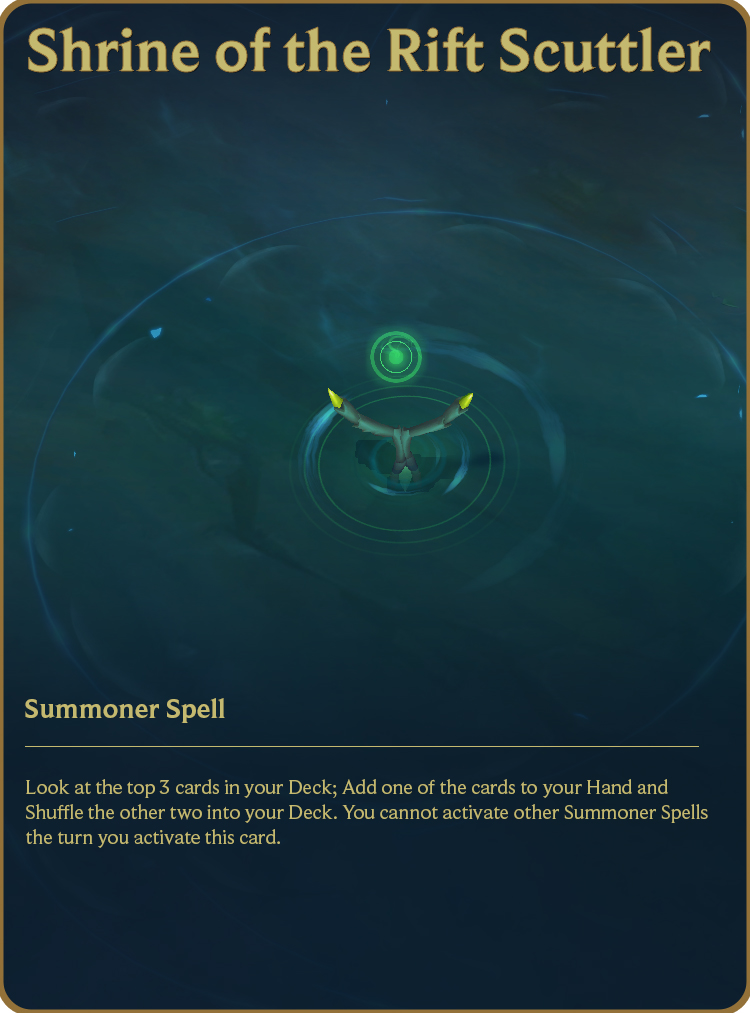 Shrine of the Rift Scuttler
Summoner Spell
Look at the top 3 cards in your Deck; Add one of the cards to your Hand and
Shuffle the other two into your Deck. You cannot activate other Summoner Spells
the turn you activate this card.